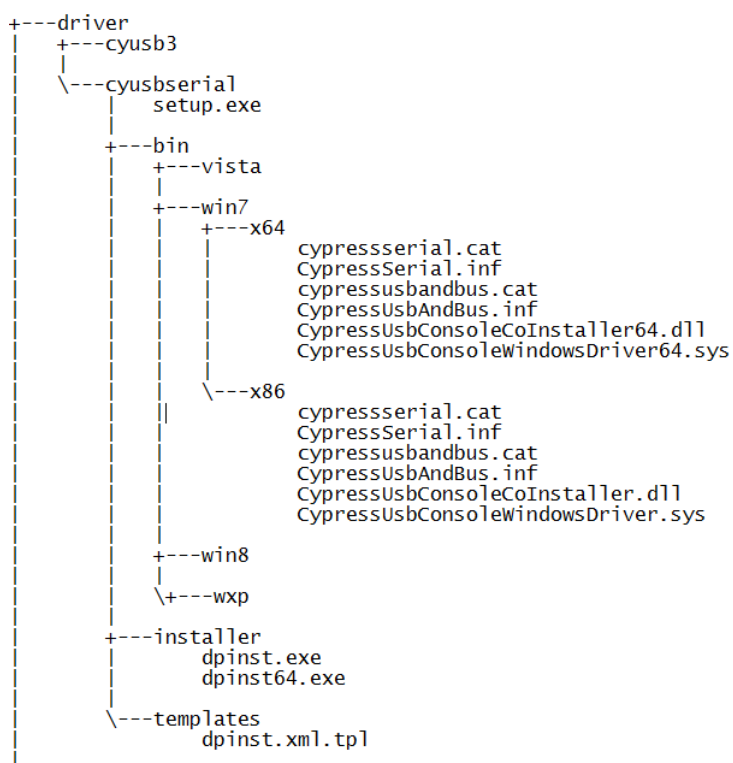 +---driver
|   +---cyusb3
|   |
|   \---cyusbserial
|       |   setup.exe
|       |
|       +---bin
|       |   +---vista
|       |   |
|       |   +---win7
|       |   |   +---x64
|       |   |   |       cypressserial.cat
|       |   |   |       CypressSerial.inf
|       |   |   |       cypressusbandbus.cat
|       |   |   |       CypressUsbAndBus.inf
|       |   |   |       CypressUsbConsoleCoInstaller64.dll
|       |   |   |       CypressUsbConsoleWindowsDriver64.sys
|       |   |   |
|       |   |   \---x86
|       |   ||          cypressserial.cat
|       |   |           CypressSerial.inf
|       |   |           cypressusbandbus.cat
|       |   |           CypressUsbAndBus.inf
|       |   |           CypressUsbConsoleCoInstaller.dll
|       |   |           CypressUsbConsoleWindowsDriver.sys
|       |   |
|       |   +---win8
|       |   |
|       |   \+---wxp
|       |
|       +---installer
|       |       dpinst.exe
|       |       dpinst64.exe
|       |
|       \---templates
|               dpinst.xml.tpl
|